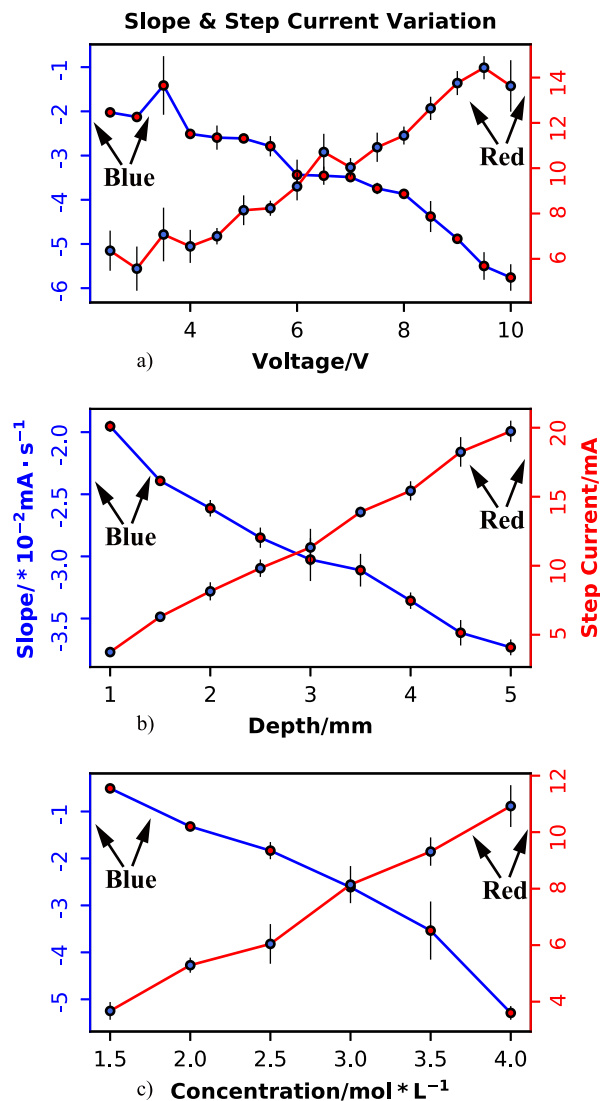 Slope & Step Current Variation
-1
-2
-3
-4
-5
-6
14
12
10
8
6
Blue
Red
4
6
8
10
a)
Voltage/V
-2.0
-2.5
-3.0
-3.5
20
15
10
5
Slope/*10⁻²mA·s⁻¹
Step Current/mA
Blue
Red
1
2
3
4
5
b)
Depth/mm
-1
-2
-3
-4
-5
12
10
8
6
4
Blue
Red
1.5
2.0
2.5
3.0
3.5
4.0
c)
Concentration/mol*L⁻¹